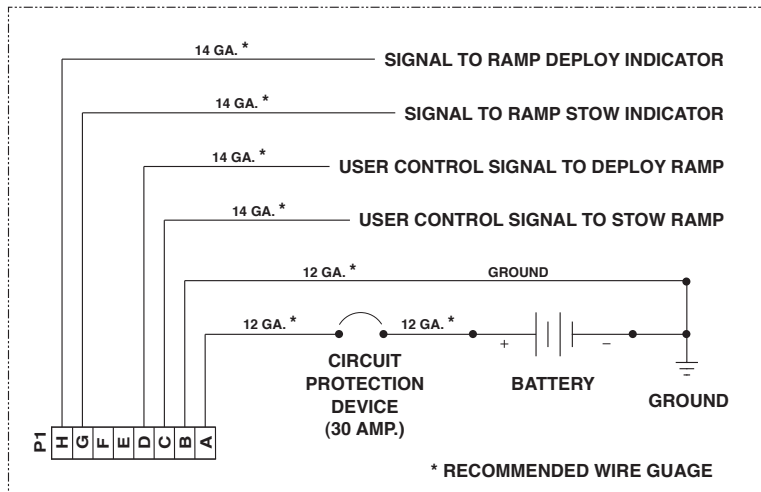 14 GA. *
SIGNAL TO RAMP DEPLOY INDICATOR
14 GA. *
SIGNAL TO RAMP STOW INDICATOR
14 GA. *
USER CONTROL SIGNAL TO DEPLOY RAMP
14 GA. *
USER CONTROL SIGNAL TO STOW RAMP
12 GA. *
GROUND
12 GA. *
12 GA. *
+
–
CIRCUIT
PROTECTION
DEVICE
(30 AMP.)
BATTERY
GROUND
P1
H G F E D C B A
* RECOMMENDED WIRE GUAGE